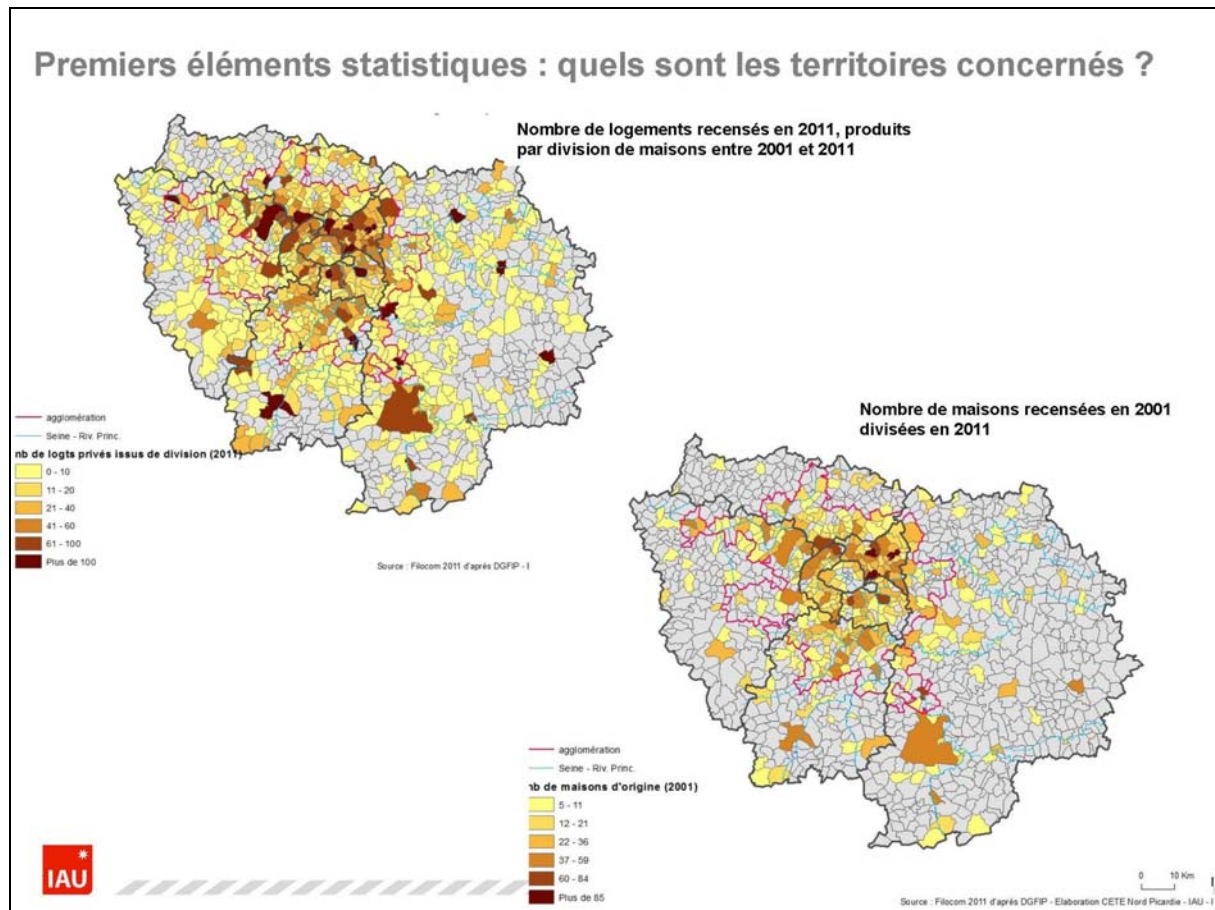 Premiers éléments statistiques : quels sont les territoires concernés ?
Nombre de logements recensés en 2011, produits
par division de maisons entre 2001 et 2011
agglomération
Seine - Riv. Princ.
nb de logts privés issus de division (2011)
0 - 10
11 - 20
21 - 40
41 - 60
61 - 100
Plus de 100
Source : Filocom 2011 d'après DGFIP - I
Nombre de maisons recensées en 2001
divisées en 2011
agglomération
Seine - Riv. Princ.
nb de maisons d'origine (2001)
5 - 11
12 - 21
22 - 36
37 - 59
60 - 84
Plus de 85
0 10 Km
Source : Filocom 2011 d'après DGFIP - Elaboration CETE Nord Picardie - IAU - I
IAU